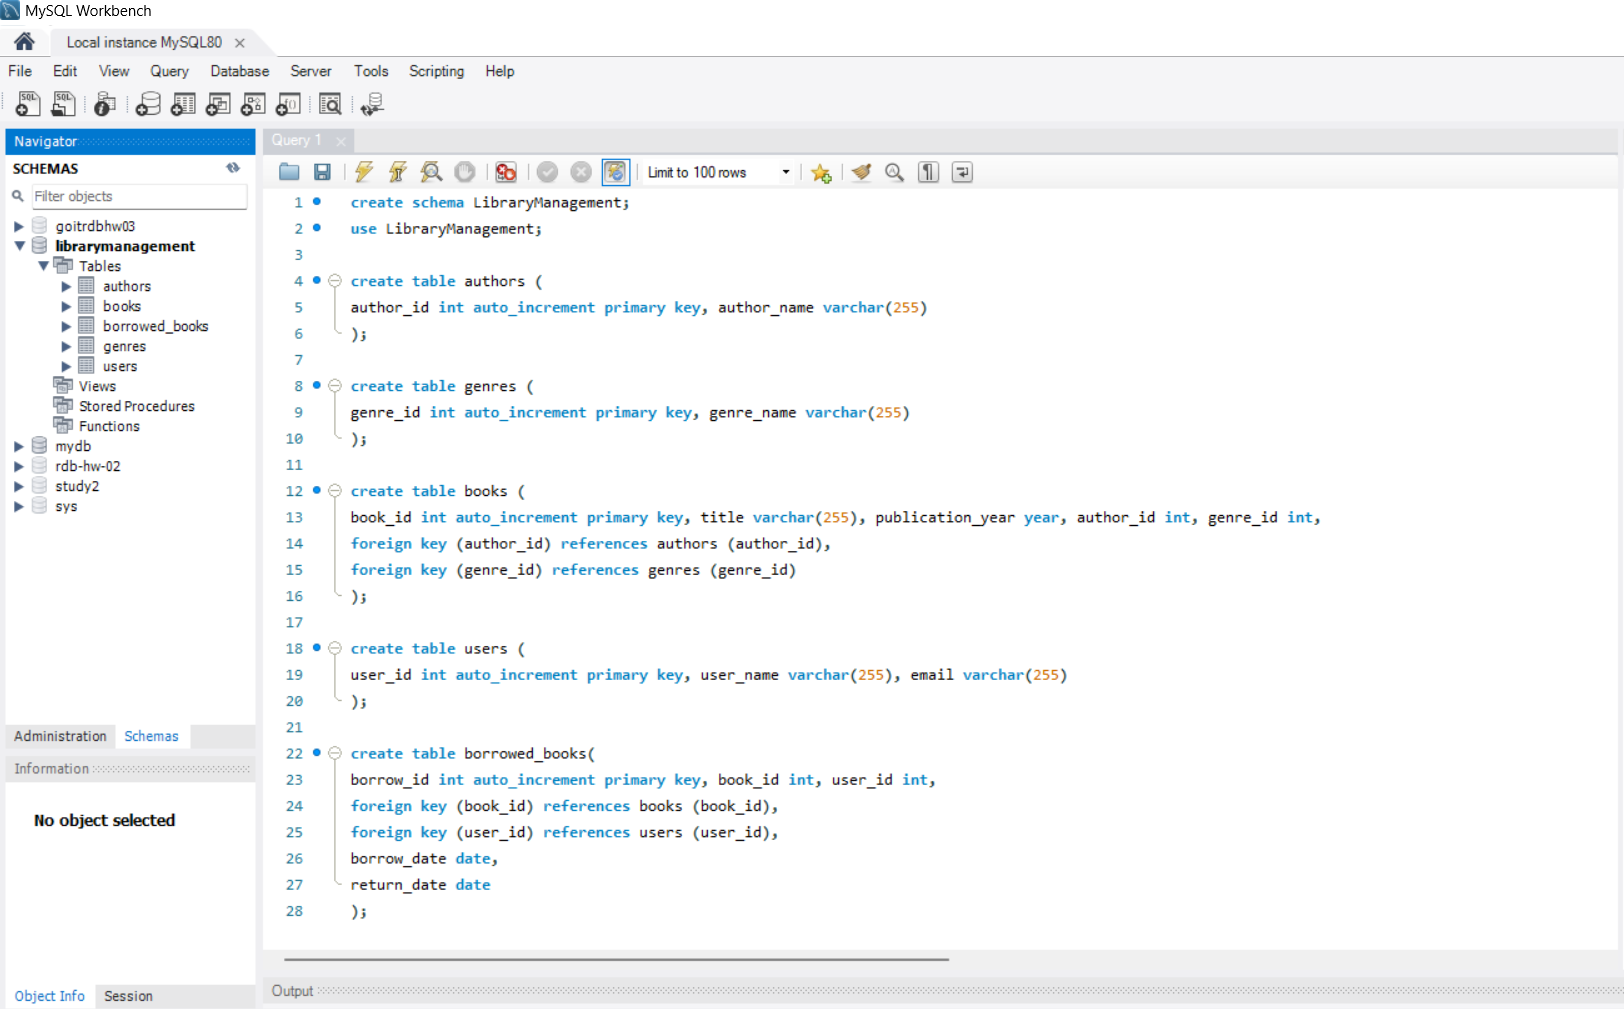 MySQL Workbench
Local instance MySQL80
File Edit View Query Database Server Tools Scripting Help
Navigator
SCHEMAS
Filter objects
goitrdbhw03
librarymanagement
Tables
authors
books
borrowed_books
genres
users
Views
Stored Procedures
Functions
mydb
rdb-hw-02
study2
sys
Administration Schemas
Information
No object selected
Object Info Session
Query 1
Limit to 100 rows
1 create schema LibraryManagement;
2 use LibraryManagement;
3
4 create table authors (
5 author_id int auto_increment primary key, author_name varchar(255)
6 );
7
8 create table genres (
9 genre_id int auto_increment primary key, genre_name varchar(255)
10 );
11
12 create table books (
13 book_id int auto_increment primary key, title varchar(255), publication_year year, author_id int, genre_id int,
14 foreign key (author_id) references authors (author_id),
15 foreign key (genre_id) references genres (genre_id)
16 );
17
18 create table users (
19 user_id int auto_increment primary key, user_name varchar(255), email varchar(255)
20 );
21
22 create table borrowed_books(
23 borrow_id int auto_increment primary key, book_id int, user_id int,
24 foreign key (book_id) references books (book_id),
25 foreign key (user_id) references users (user_id),
26 borrow_date date,
27 return_date date
28 );
Output